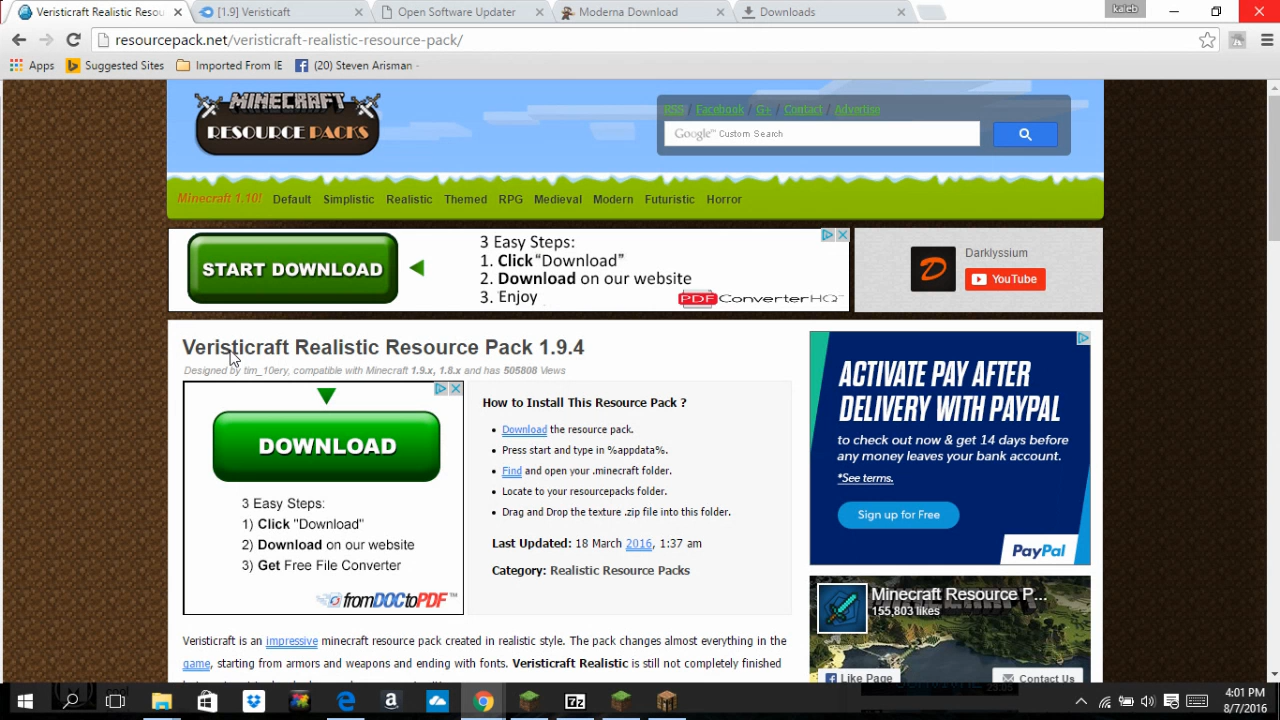 Veristicraft Realistic Resou
[1.9] Veristicaft
Open Software Updater
Moderna Download
Downloads
kaleb
resourcepack.net/veristicraft-realistic-resource-pack/
Apps
Suggested Sites
Imported From IE
(20) Steven Arisman -
MINECRAFT
RESOURCE PACKS
RSS / Facebook / G+ / Contact / Advertise
Google™ Custom Search
Minecraft 1.10! Default Simplistic Realistic Themed RPG Medieval Modern Futuristic Horror
START DOWNLOAD
3 Easy Steps:
1. Click “Download”
2. Download on our website
3. Enjoy
PDF ConverterHQ™
Darklyssium
YouTube
Veristicraft Realistic Resource Pack 1.9.4
Designed by tim_10ery, compatible with Minecraft 1.9.x, 1.8.x and has 505808 Views
DOWNLOAD
3 Easy Steps:
1) Click "Download"
2) Download on our website
3) Get Free File Converter
fromDOCtoPDF™
How to Install This Resource Pack ?
Download the resource pack.
Press start and type in %appdata%.
Find and open your .minecraft folder.
Locate to your resourcepacks folder.
Drag and Drop the texture .zip file into this folder.
Last Updated: 18 March 2016, 1:37 am
Category: Realistic Resource Packs
ACTIVATE PAY AFTER
DELIVERY WITH PAYPAL
to check out now & get 14 days before
any money leaves your bank account.
*See terms.
Sign up for Free
PayPal
Minecraft Resource P...
155,803 likes
Like Page
Contact Us
Veristicraft is an impressive minecraft resource pack created in realistic style. The pack changes almost everything in the
game, starting from armors and weapons and ending with fonts. Veristicraft Realistic is still not completely finished
4:01 PM
8/7/2016